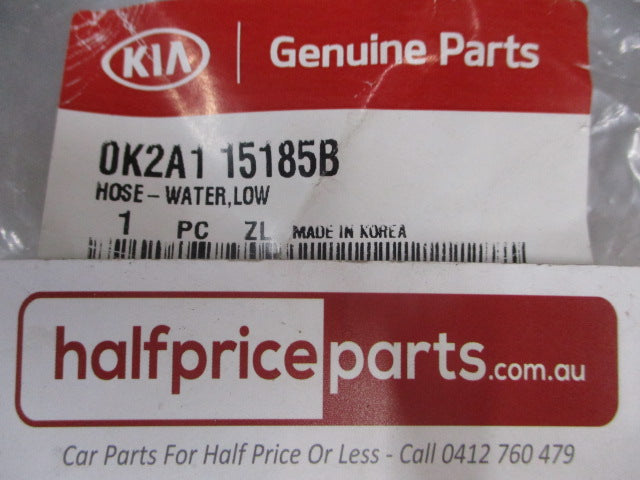 KIA Genuine Parts
0K2A1 15185B
HOSE-WATER,LOW
1 PC ZL MADE IN KOREA
halfpriceparts.com.au
Car Parts For Half Price Or Less - Call 0412 760 479